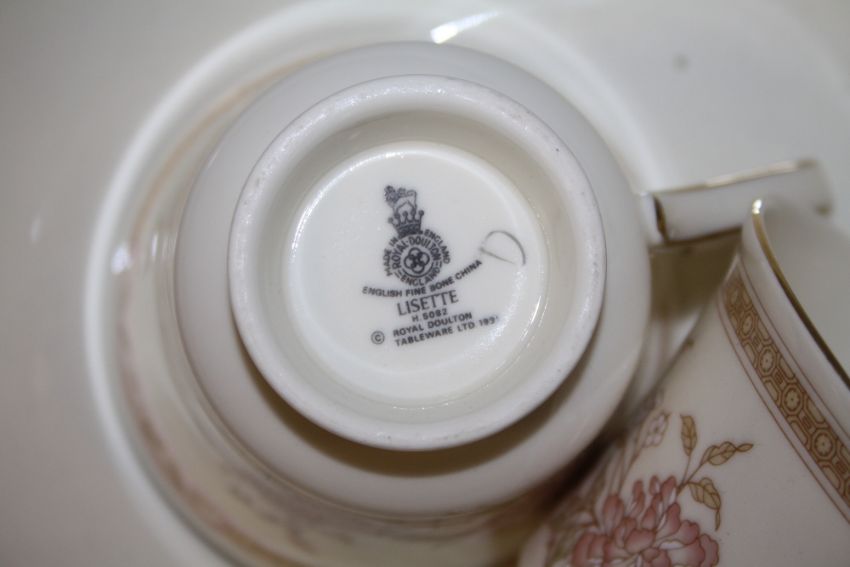 MADE IN ENGLAND
ROYAL DOULTON
ENGLAND
ENGLISH FINE BONE CHINA
LISETTE
H. 5082
© ROYAL DOULTON
TABLEWARE LTD